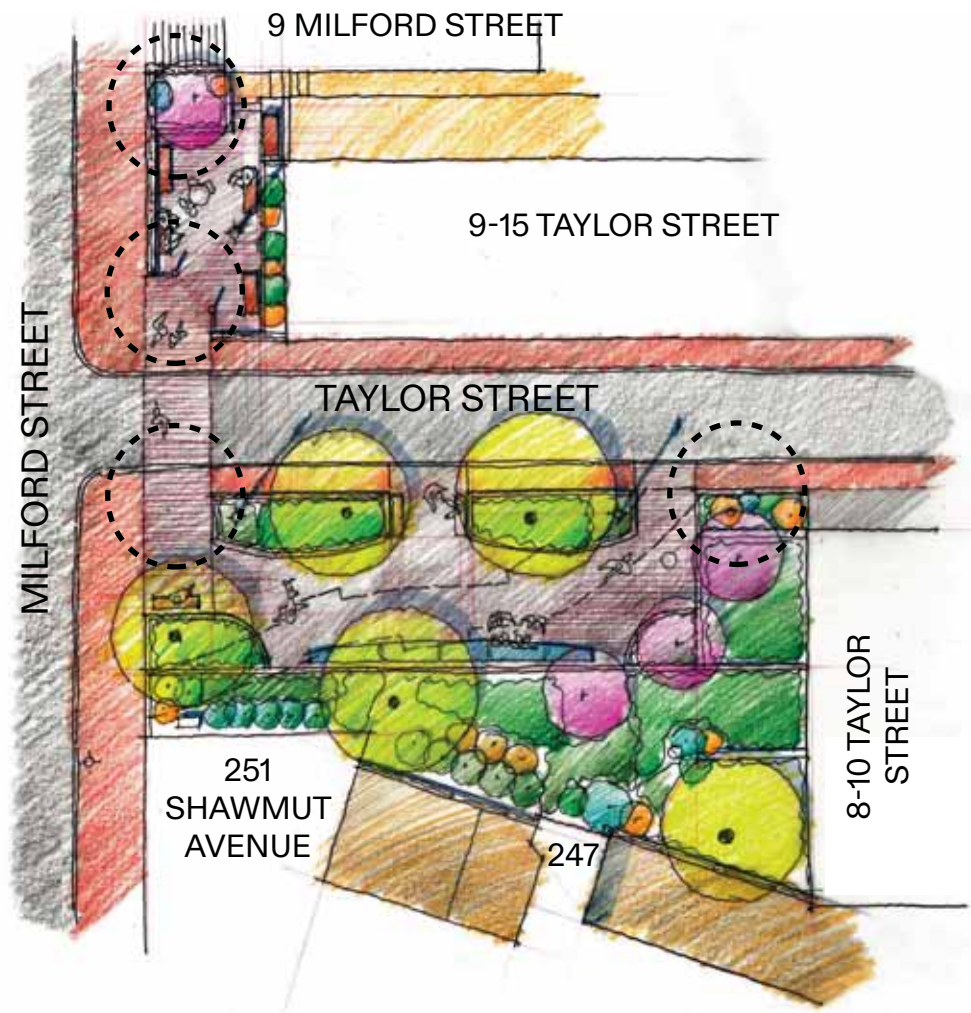 9 MILFORD STREET
9-15 TAYLOR STREET
MILFORD STREET
TAYLOR STREET
251
SHAWMUT
AVENUE
247
8-10 TAYLOR
STREET